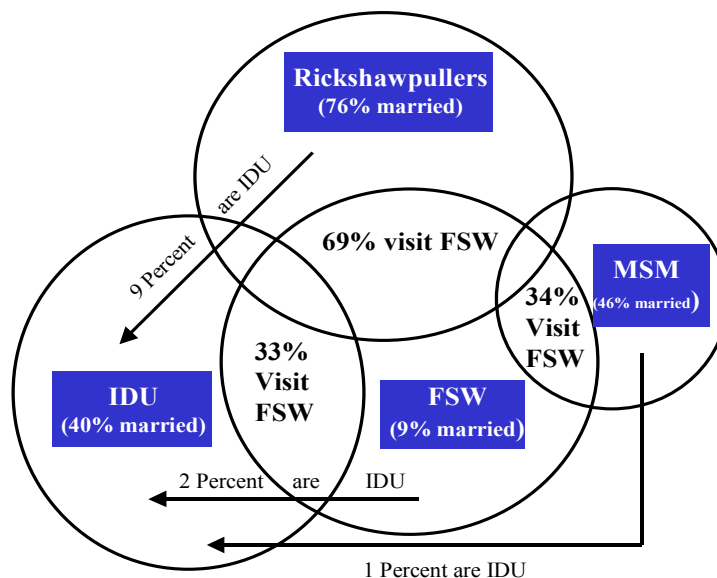 Rickshawpullers
(76% married)
9 Percent are IDU
69% visit FSW
MSM
(46% married)
34%
Visit
FSW
33%
Visit
FSW
IDU
(40% married)
FSW
(9% married)
2 Percent are IDU
1 Percent are IDU